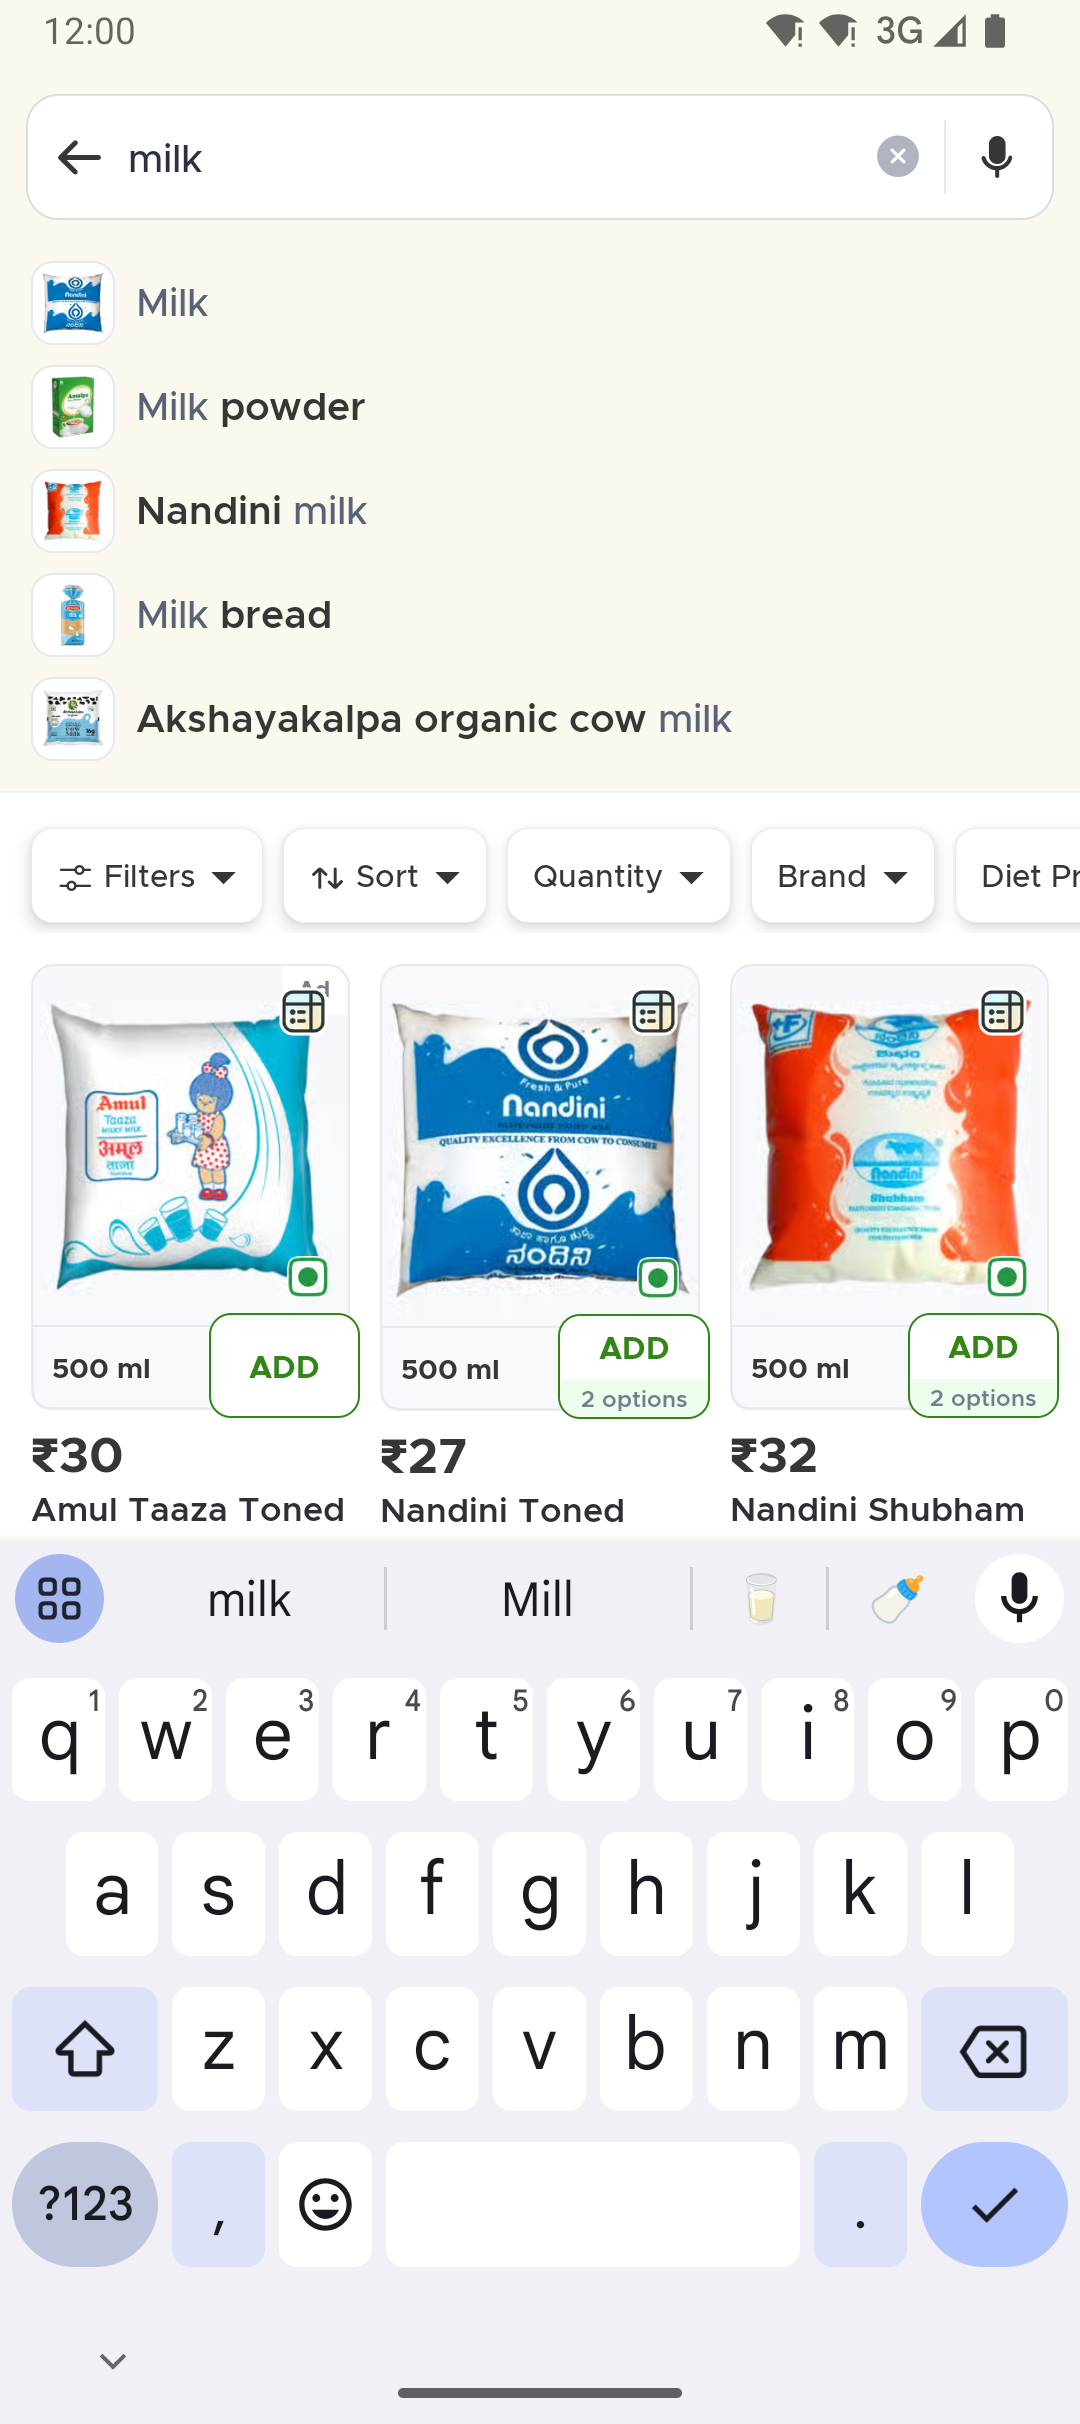 12:00
3G
milk
Milk
Milk powder
Nandini milk
Milk bread
Akshayakalpa organic cow milk
Filters
Sort
Quantity
Brand
Diet Pr
Ad
Amul
Taaza
अमूल
ताज़ा
Fresh & Pure
Nandini
QUALITY EXCELLENCE FROM COW TO CONSUMER
ನಂದಿನಿ
+F
ಶುಭಂ
Nandini
Shubham
500 ml
ADD
500 ml
ADD
2 options
500 ml
ADD
2 options
₹30
₹27
₹32
Amul Taaza Toned
Nandini Toned
Nandini Shubham
milk
Mill
q 1 w 2 e 3 r 4 t 5 y 6 u 7 i 8 o 9 p 0
a s d f g h j k l
z x c v b n m
?123 , .